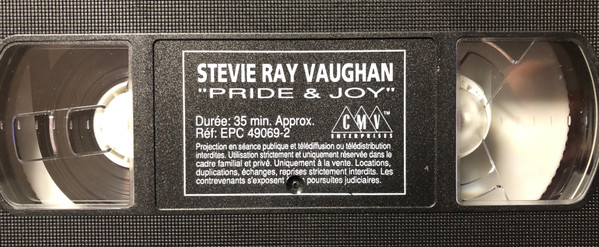 STEVIE RAY VAUGHAN
"PRIDE & JOY"
Durée: 35 min. Approx.
Réf: EPC 49069-2
CMV™
ENTERPRISES
Projection en séance publique et télédiffusion ou télédistribution
interdites. Utilisation strictement et uniquement réservée dans le
cadre familial et privé. Uniquement à la vente. Locations,
duplications, échanges, reprises strictement interdits. Les
contrevenants s'exposent aux poursuites judiciaires.